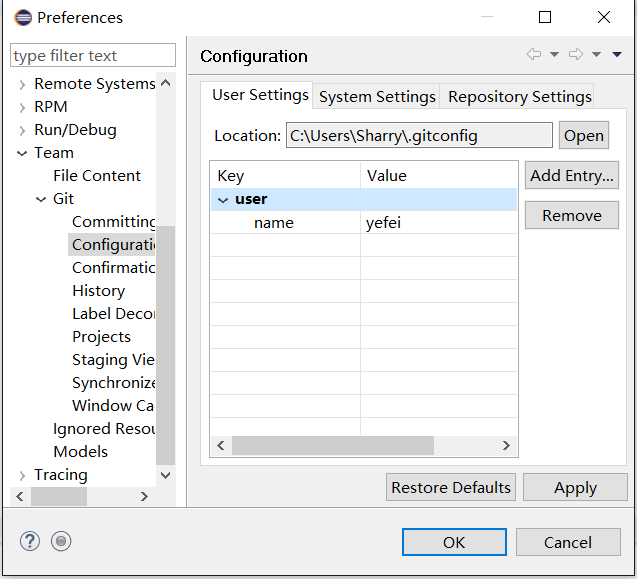 Preferences
type filter text
Remote Systems
RPM
Run/Debug
Team
File Content
Git
Committing
Configurati
Confirmatic
History
Label Decor
Projects
Staging Vie
Synchronize
Window Ca
Ignored Resou
Models
Tracing
Configuration
User Settings System Settings Repository Settings
Location: C:\Users\Sharry\.gitconfig Open
Key Value
user
name yefei
Add Entry...
Remove
Restore Defaults Apply
? OK Cancel